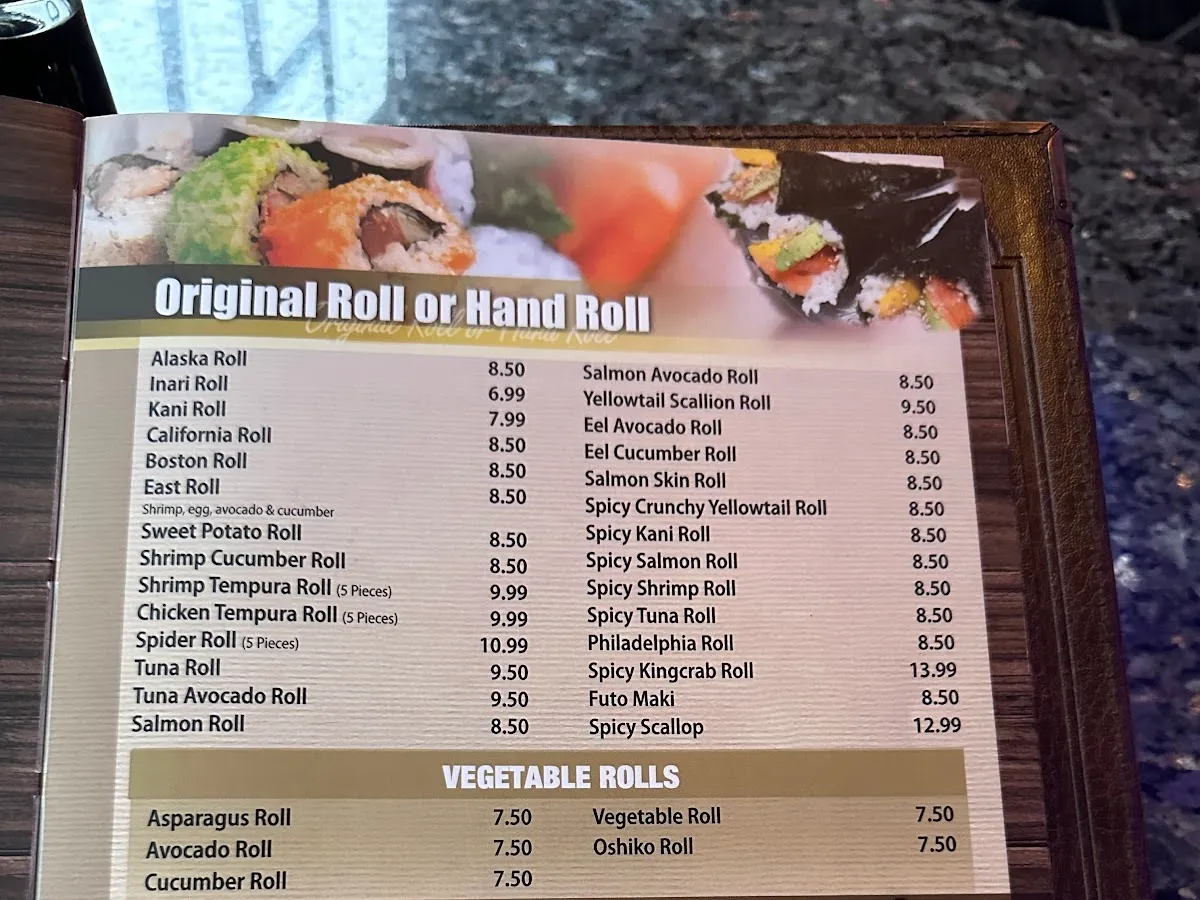 Original Roll or Hand Roll
Original Roll or Hand Roll
Alaska Roll 8.50
Inari Roll 6.99
Kani Roll 7.99
California Roll 8.50
Boston Roll 8.50
East Roll 8.50
Shrimp, egg, avocado & cucumber
Sweet Potato Roll 8.50
Shrimp Cucumber Roll 8.50
Shrimp Tempura Roll (5 Pieces) 9.99
Chicken Tempura Roll (5 Pieces) 9.99
Spider Roll (5 Pieces) 10.99
Tuna Roll 9.50
Tuna Avocado Roll 9.50
Salmon Roll 8.50
Salmon Avocado Roll 8.50
Yellowtail Scallion Roll 9.50
Eel Avocado Roll 8.50
Eel Cucumber Roll 8.50
Salmon Skin Roll 8.50
Spicy Crunchy Yellowtail Roll 8.50
Spicy Kani Roll 8.50
Spicy Salmon Roll 8.50
Spicy Shrimp Roll 8.50
Spicy Tuna Roll 8.50
Philadelphia Roll 8.50
Spicy Kingcrab Roll 13.99
Futo Maki 8.50
Spicy Scallop 12.99
VEGETABLE ROLLS
Asparagus Roll 7.50
Avocado Roll 7.50
Cucumber Roll 7.50
Vegetable Roll 7.50
Oshiko Roll 7.50